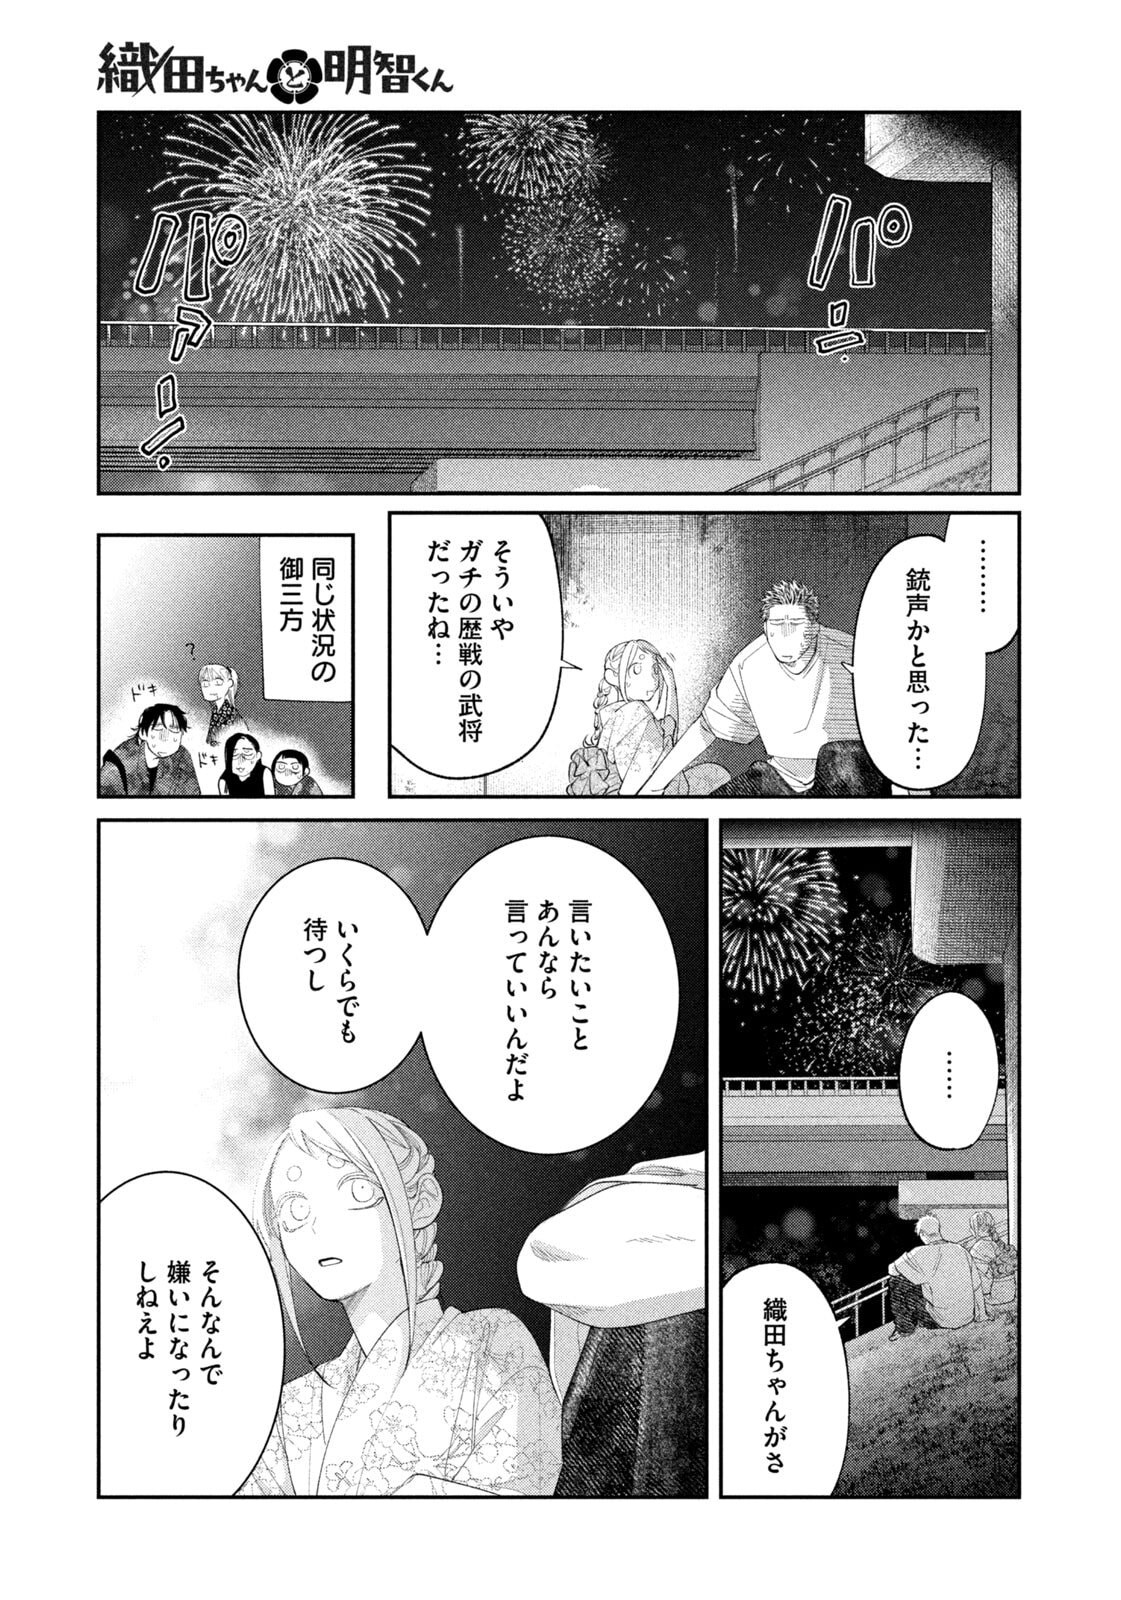 織田ちゃんと明智くん
パ
パ
パァ
………
銃声かと思った…
そういや
ガチの歴戦の武将
だったね…
同じ状況の
御三方
?
ドキ
ドキ
……
織田ちゃんがさ
言いたいこと
あんなら
言っていいんだよ
いくらでも
待つし
そんなんで
嫌いになったり
しねえよ